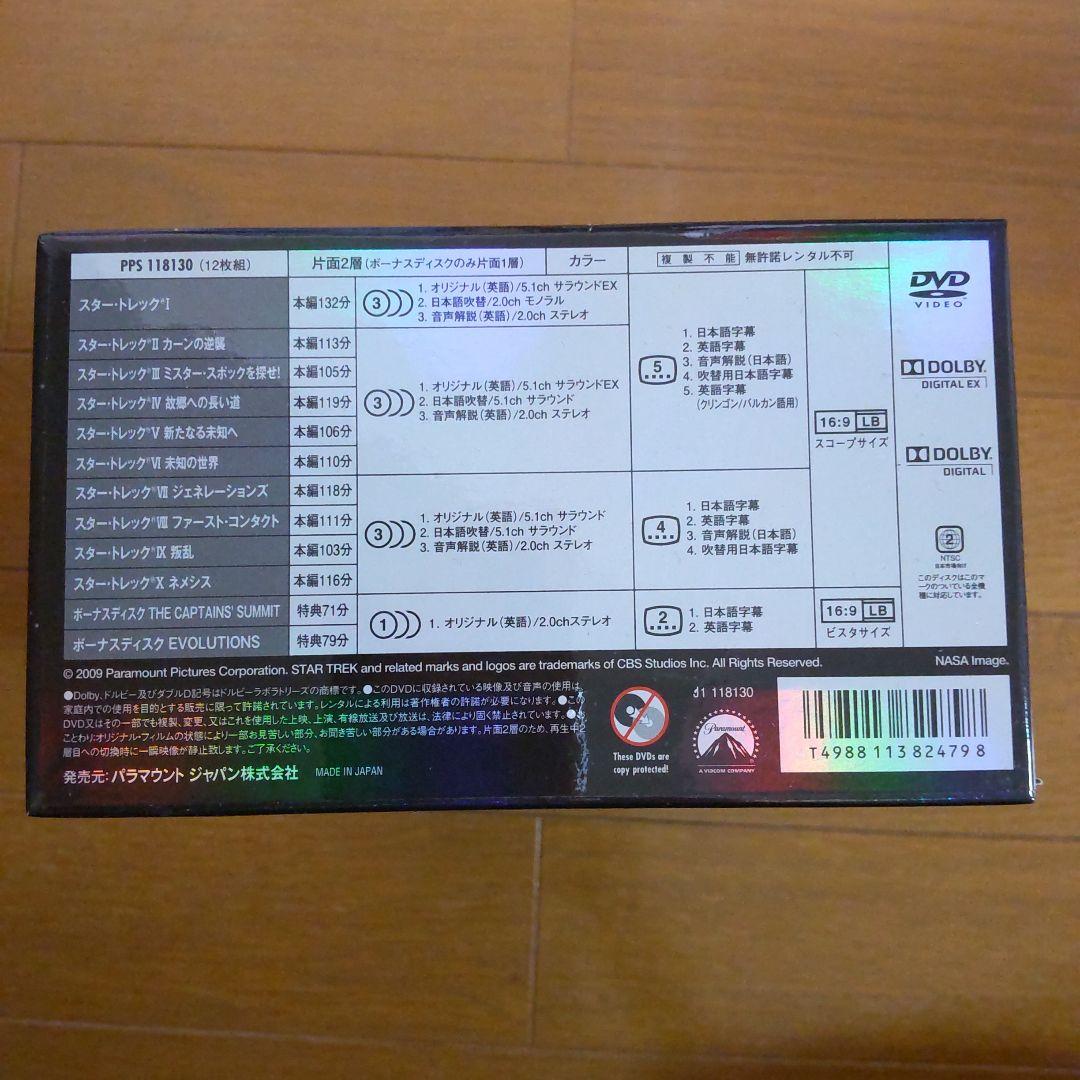 PPS 118130 (12枚組)
片面2層(ボーナスディスクのみ片面1層)
カラー
複製不能 無許諾レンタル不可
スター・トレック®I
本編132分
3
1. オリジナル(英語)/5.1ch サラウンドEX
2. 日本語吹替/2.0ch モノラル
3. 音声解説(英語)/2.0ch ステレオ
スター・トレック®II カーンの逆襲
本編113分
スター・トレック®III ミスター・スポックを探せ!
本編105分
スター・トレック®IV 故郷への長い道
本編119分
スター・トレック®V 新たなる未知へ
本編106分
スター・トレック®VI 未知の世界
本編110分
3
1. オリジナル(英語)/5.1ch サラウンドEX
2. 日本語吹替/5.1ch サラウンド
3. 音声解説(英語)/2.0ch ステレオ
5
1. 日本語字幕
2. 英語字幕
3. 音声解説(日本語)
4. 吹替用日本語字幕
5. 英語字幕
(クリンゴン/バルカン語用)
スター・トレック®VII ジェネレーションズ
本編118分
スター・トレック®VIII ファースト・コンタクト
本編111分
スター・トレック®IX 叛乱
本編103分
スター・トレック®X ネメシス
本編116分
3
1. オリジナル(英語)/5.1ch サラウンド
2. 日本語吹替/5.1ch サラウンド
3. 音声解説(英語)/2.0ch ステレオ
4
1. 日本語字幕
2. 英語字幕
3. 音声解説(日本語)
4. 吹替用日本語字幕
16:9 LB
スコープサイズ
ボーナスディスク THE CAPTAINS' SUMMIT
特典71分
ボーナスディスク EVOLUTIONS
特典79分
1
1. オリジナル(英語)/2.0chステレオ
2
1. 日本語字幕
2. 英語字幕
16:9 LB
ビスタサイズ
DVD
VIDEO
DOLBY
DIGITAL EX
DOLBY
DIGITAL
2
NTSC
日本市場向け
このディスクはこのマ
ークのついている全機
種に対応しています。
© 2009 Paramount Pictures Corporation. STAR TREK and related marks and logos are trademarks of CBS Studios Inc. All Rights Reserved.
NASA Image.
●Dolby、ドルビー及びダブルD記号はドルビーラボラトリーズの商標です。●このDVDに収録されている映像及び音声の使用は、
家庭内での使用を目的とする販売に限って許諾されています。レンタルによる利用は著作権者の許諾が必要になります。●この
DVD又はその一部でも複製、変更、又はこれを使用した上映、上演、有線放送及び放送は、法律により固く禁止されています。●お
ことわり:オリジナル・フィルムの状態により一部お見苦しい部分、お聞き苦しい部分がある場合があります。片面2層のため、再生中2
層目への切換時に一瞬映像が静止致します。ご了承ください。
発売元:パラマウント ジャパン株式会社
MADE IN JAPAN
These DVDs are
copy protected!
J1 118130
Paramount
A VIACOM COMPANY
T4988113824798